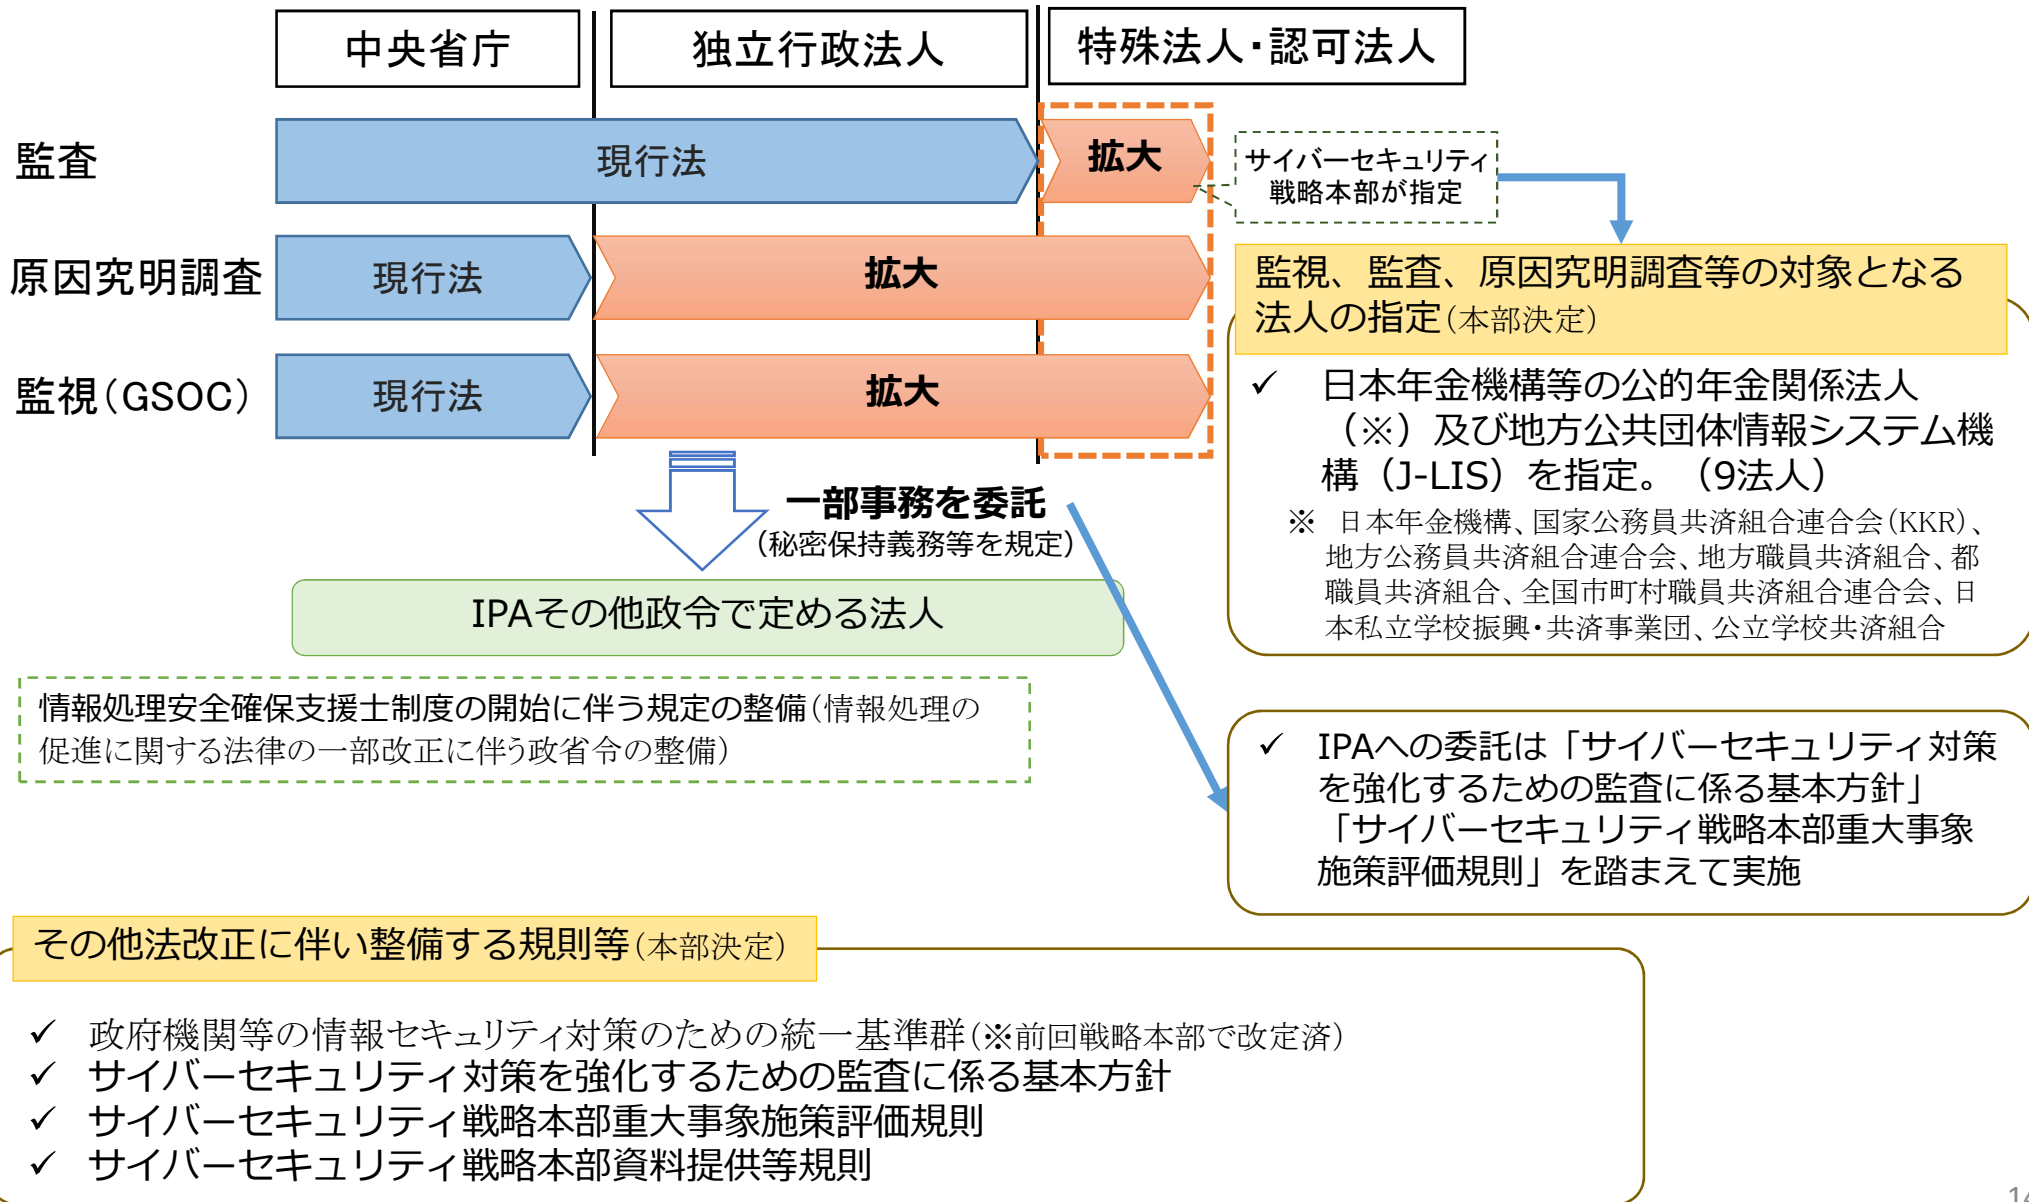 中央省庁
独立行政法人
特殊法人・認可法人
監査
現行法
拡大
サイバーセキュリティ
戦略本部が指定
原因究明調査
現行法
拡大
監視（GSOC）
現行法
拡大
監視、監査、原因究明調査等の対象となる
法人の指定（本部決定）
✓ 日本年金機構等の公的年金関係法人
（※）及び地方公共団体情報システム機
構（J-LIS）を指定。（9法人）
※ 日本年金機構、国家公務員共済組合連合会（KKR）、
地方公務員共済組合連合会、地方職員共済組合、都
職員共済組合、全国市町村職員共済組合連合会、日
本私立学校振興・共済事業団、公立学校共済組合
一部事務を委託
（秘密保持義務等を規定）
IPAその他政令で定める法人
情報処理安全確保支援士制度の開始に伴う規定の整備（情報処理の
促進に関する法律の一部改正に伴う政省令の整備）
✓ IPAへの委託は「サイバーセキュリティ対策
を強化するための監査に係る基本方針」
「サイバーセキュリティ戦略本部重大事象
施策評価規則」を踏まえて実施
その他法改正に伴い整備する規則等（本部決定）
✓ 政府機関等の情報セキュリティ対策のための統一基準群（※前回戦略本部で改定済）
✓ サイバーセキュリティ対策を強化するための監査に係る基本方針
✓ サイバーセキュリティ戦略本部重大事象施策評価規則
✓ サイバーセキュリティ戦略本部資料提供等規則